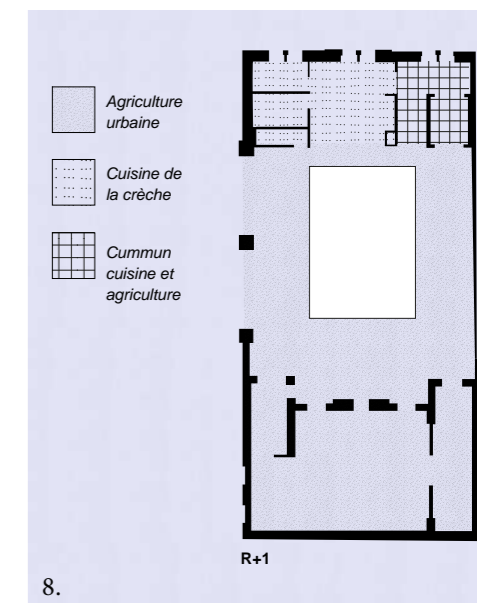 Agriculture
urbaine
Cuisine de
la crèche
Cummun
cuisine et
agriculture
R+1
8.